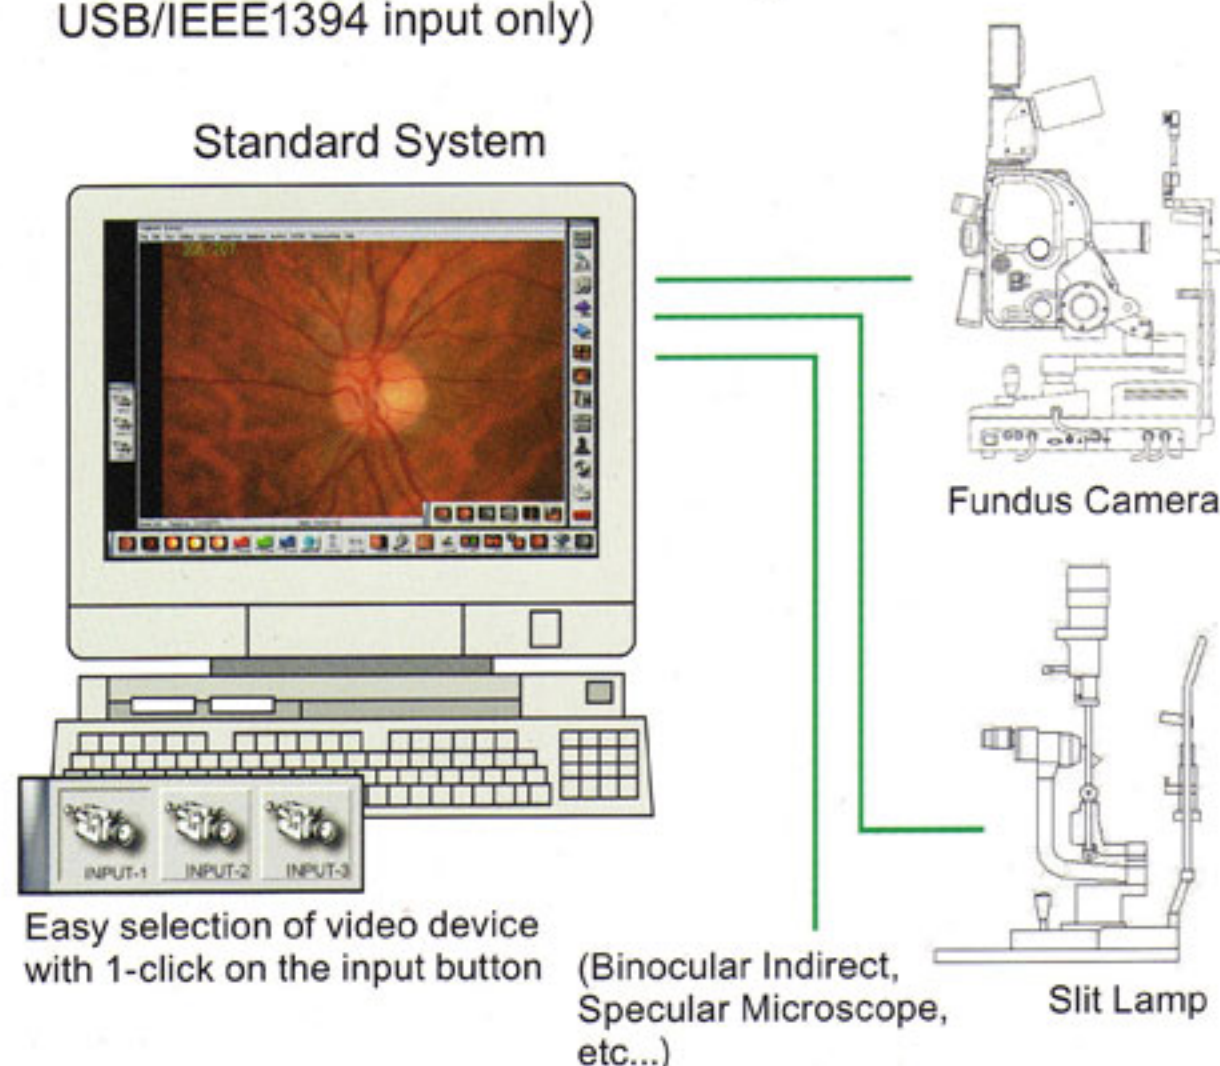 USB/IEEE1394 input only)
Standard System
Fundus Camera
INPUT-1
INPUT-2
INPUT-3
Easy selection of video device
with 1-click on the input button
(Binocular Indirect,
Specular Microscope,
etc...)
Slit Lamp